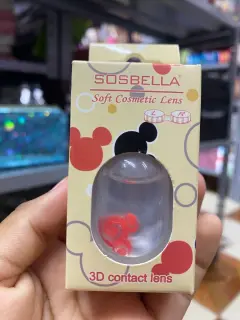 SOSBELLA®
Soft Cosmetic Lens
3D contact lens